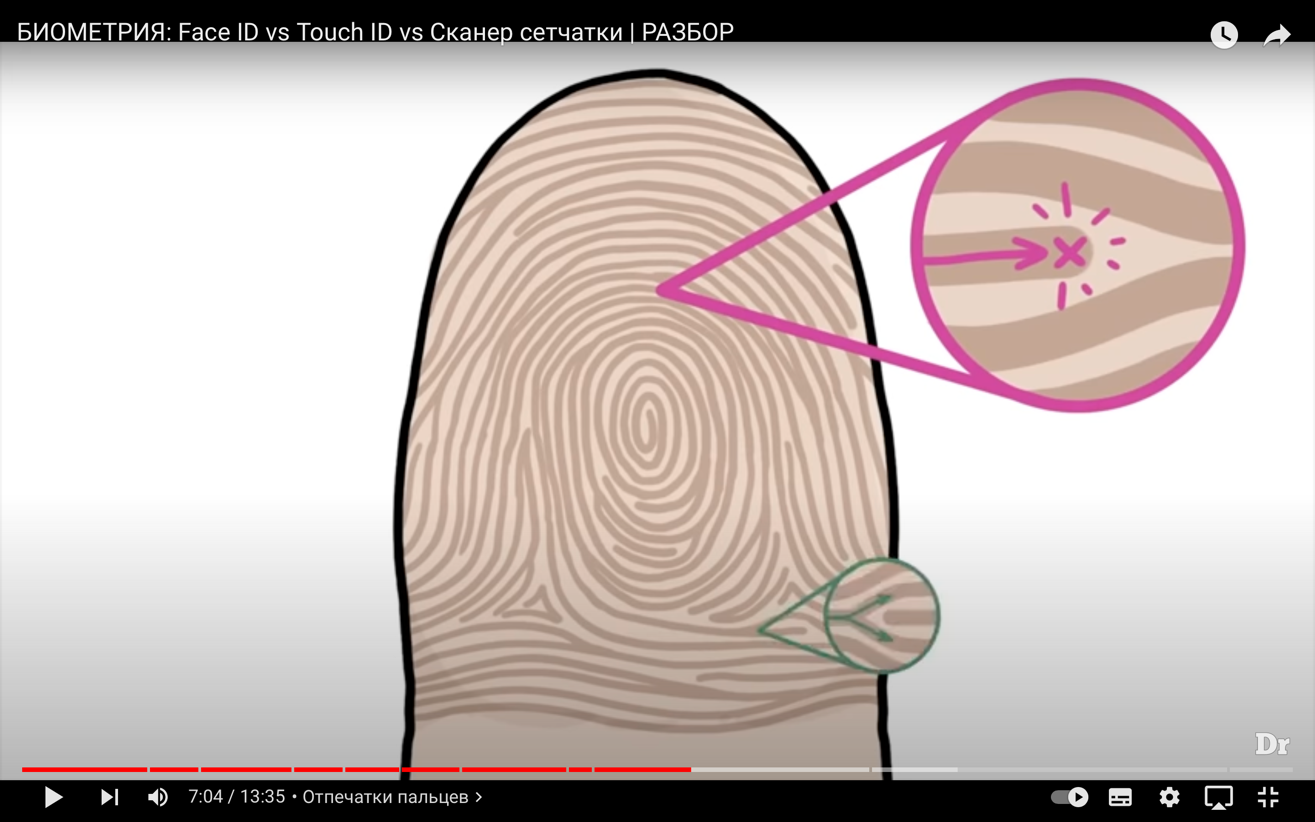 БИОМЕТРИЯ: Face ID vs Touch ID vs Сканер сетчатки | РАЗБОР
Dr
7:04 / 13:35 • Отпечатки пальцев >